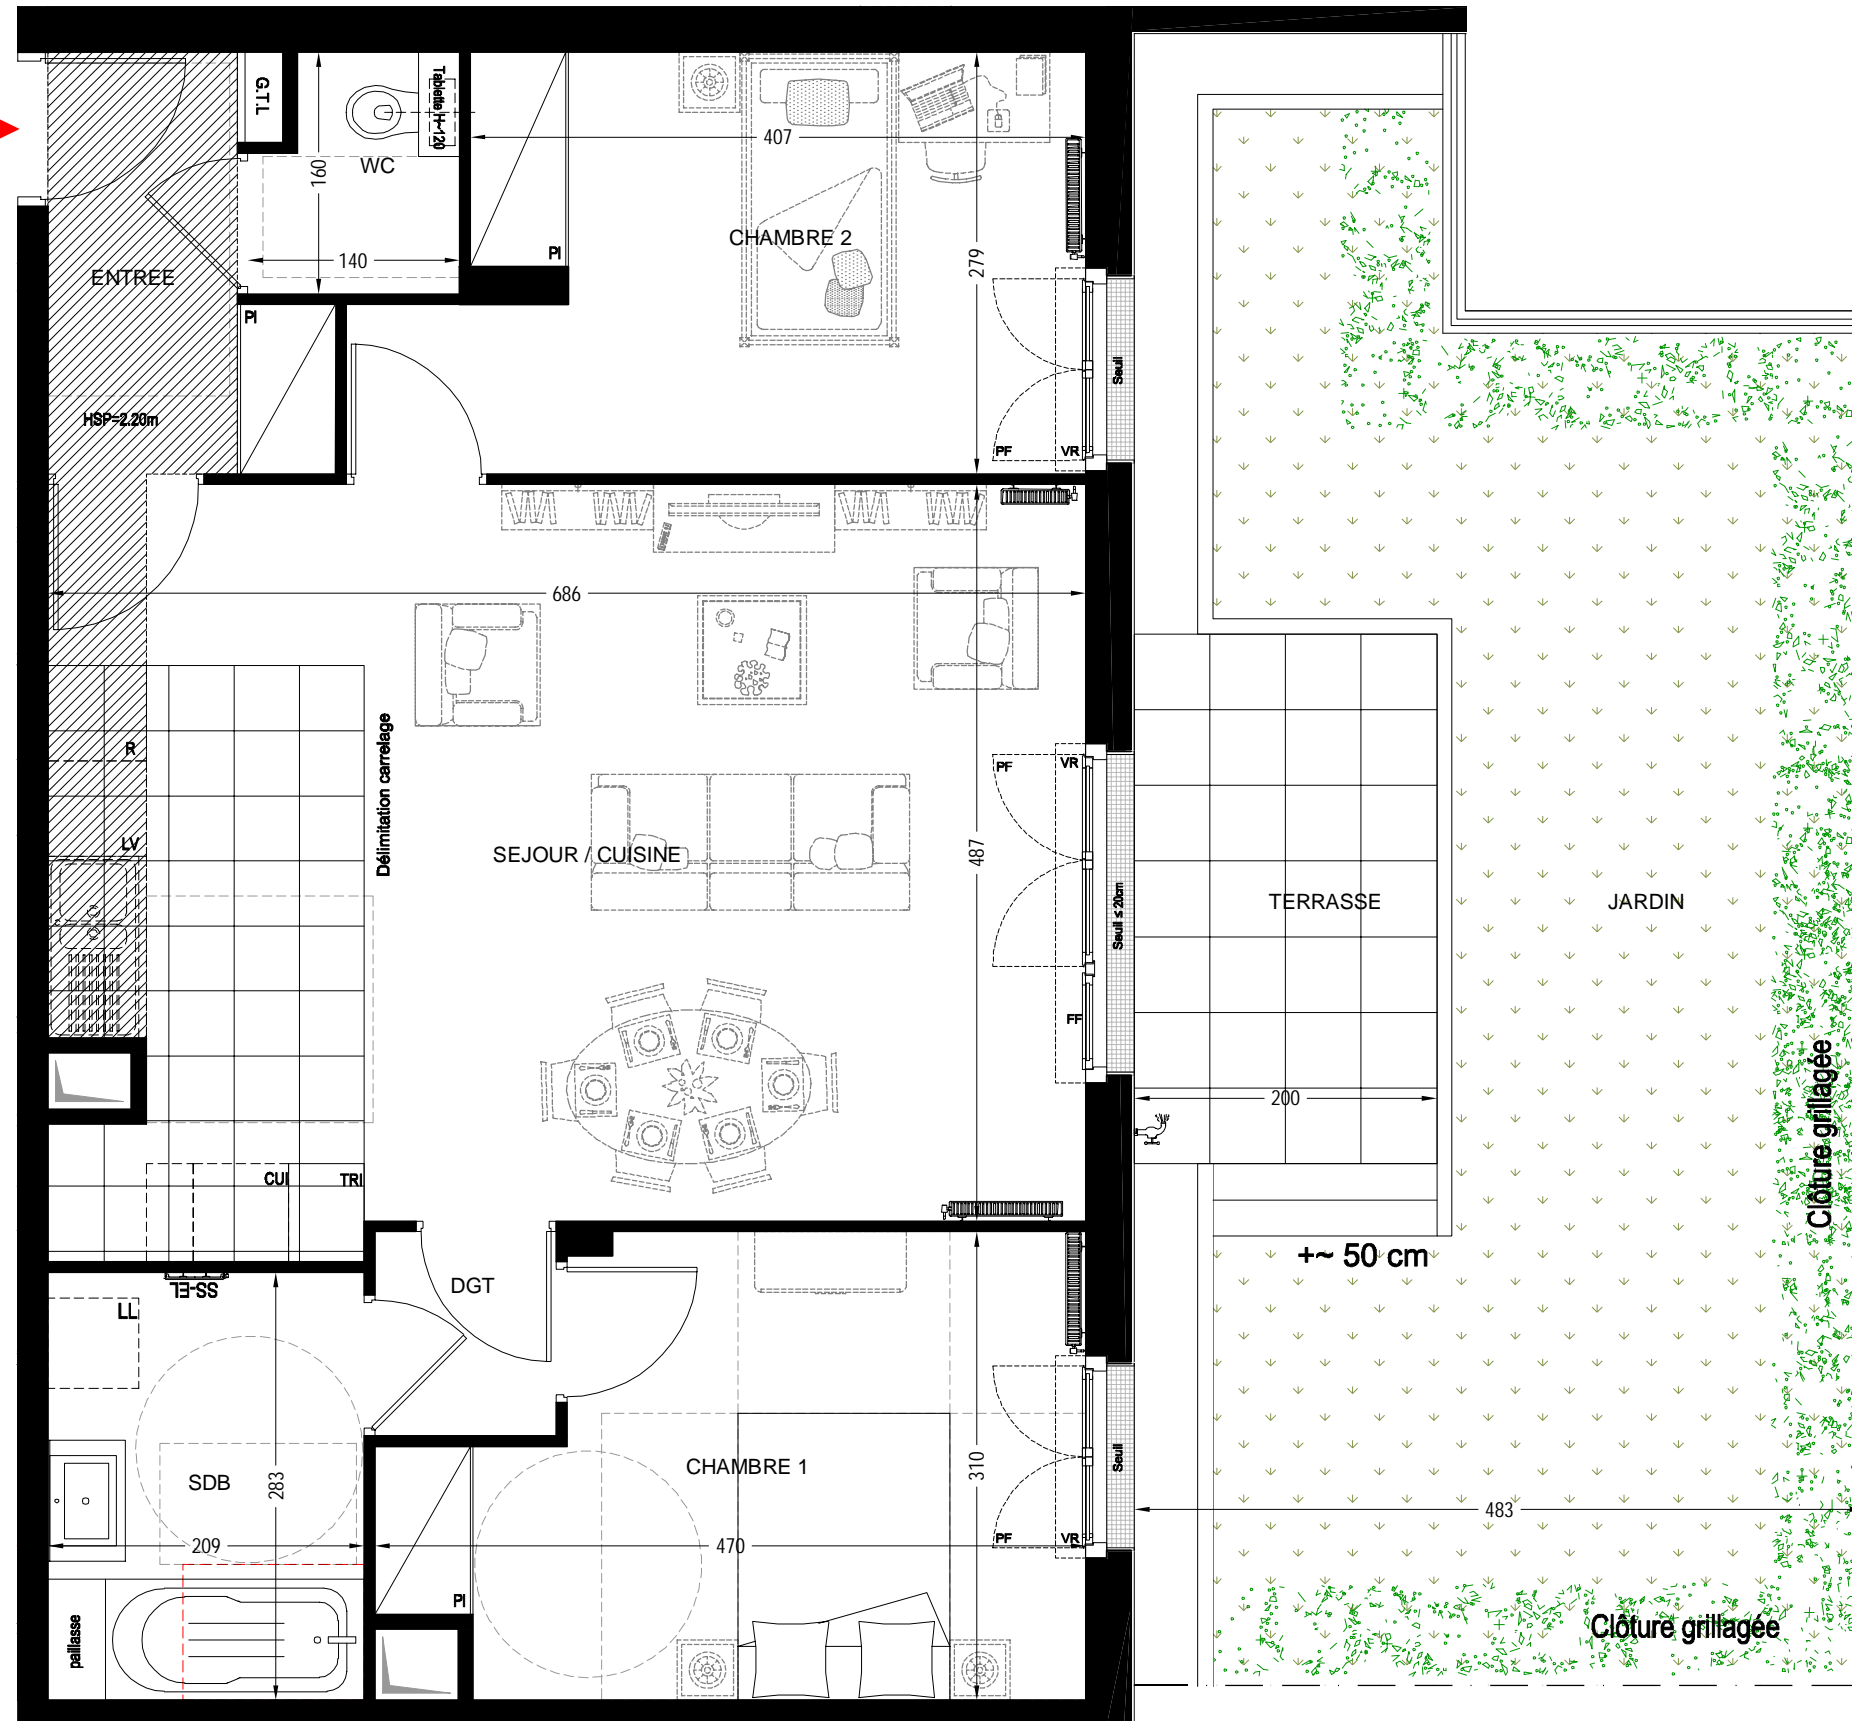 G.T.L
Tablette H~120
WC
160
140
407
CHAMBRE 2
279
PI
ENTREE
PI
HSP=2.20m
PF
VR
Seuil
686
R
Délimitation carrelage
LV
SEJOUR / CUISINE
487
PF
VR
Seuil ≤ 20cm
FF
TERRASSE
JARDIN
200
Clôture grillagée
CUI
TRI
SS-EL
LL
DGT
+~ 50 cm
SDB
283
209
CHAMBRE 1
310
470
PF
VR
Seuil
483
PI
paillasse
Clôture grillagée